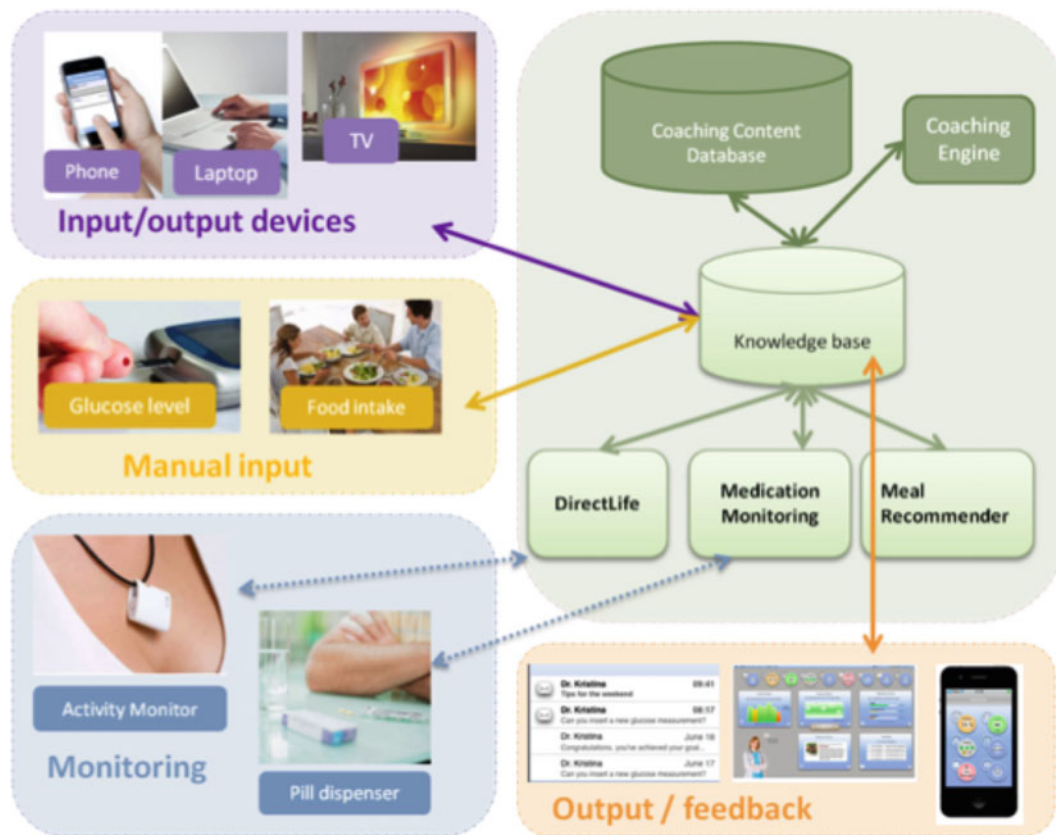 Phone
Laptop
TV
Input/output devices
Glucose level
Food intake
Manual input
Activity Monitor
Pill dispenser
Monitoring
Coaching Content
Database
Coaching
Engine
Knowledge base
DirectLife
Medication
Monitoring
Meal
Recommender
Dr. Kristina 09:41
Tips for the weekend
Dr. Kristina 08:17
Can you insert a new glucose measurement?
Dr. Kristina June 18
Congratulations, you've achieved your goal...
Dr. Kristina June 17
Can you insert a new glucose measurement?
Output / feedback